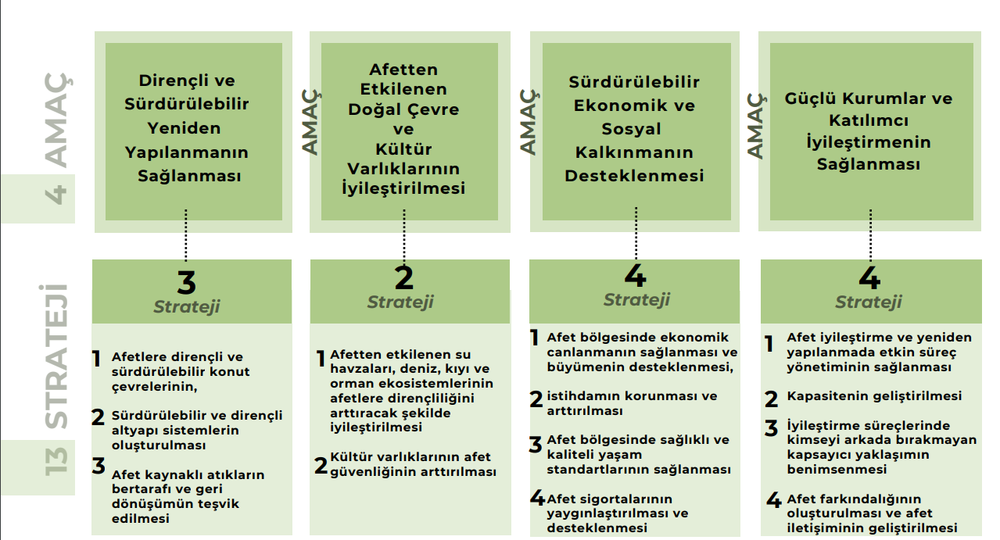 4 AMAÇ
Dirençli ve
Sürdürülebilir
Yeniden
Yapılanmanın
Sağlanması
AMAÇ
Afetten
Etkilenen
Doğal Çevre
ve
Kültür
Varlıklarının
İyileştirilmesi
AMAÇ
Sürdürülebilir
Ekonomik ve
Sosyal
Kalkınmanın
Desteklenmesi
AMAÇ
Güçlü Kurumlar ve
Katılımcı
İyileştirmenin
Sağlanması
13 STRATEJİ
3
Strateji
1 Afetlere dirençli ve
sürdürülebilir konut
çevrelerinin,
2 Sürdürülebilir ve dirençli
altyapı sistemlerin
oluşturulması
3 Afet kaynaklı atıkların
bertarafı ve geri
dönüşümün teşvik
edilmesi
2
Strateji
1 Afetten etkilenen su
havzaları, deniz, kıyı ve
orman ekosistemlerinin
afetlere dirençliliğini
arttıracak şekilde
iyileştirilmesi
2 Kültür varlıklarının afet
güvenliğinin arttırılması
4
Strateji
1 Afet bölgesinde ekonomik
canlanmanın sağlanması ve
büyümenin desteklenmesi,
2 istihdamın korunması ve
arttırılması
3 Afet bölgesinde sağlıklı ve
kaliteli yaşam
standartlarının sağlanması
4 Afet sigortalarının
yaygınlaştırılması ve
desteklenmesi
4
Strateji
1 Afet iyileştirme ve yeniden
yapılanmada etkin süreç
yönetiminin sağlanması
2 Kapasitenin geliştirilmesi
3 İyileştirme süreçlerinde
kimseyi arkada bırakmayan
kapsayıcı yaklaşımın
benimsenmesi
4 Afet farkındalığının
oluşturulması ve afet
iletişiminin geliştirilmesi